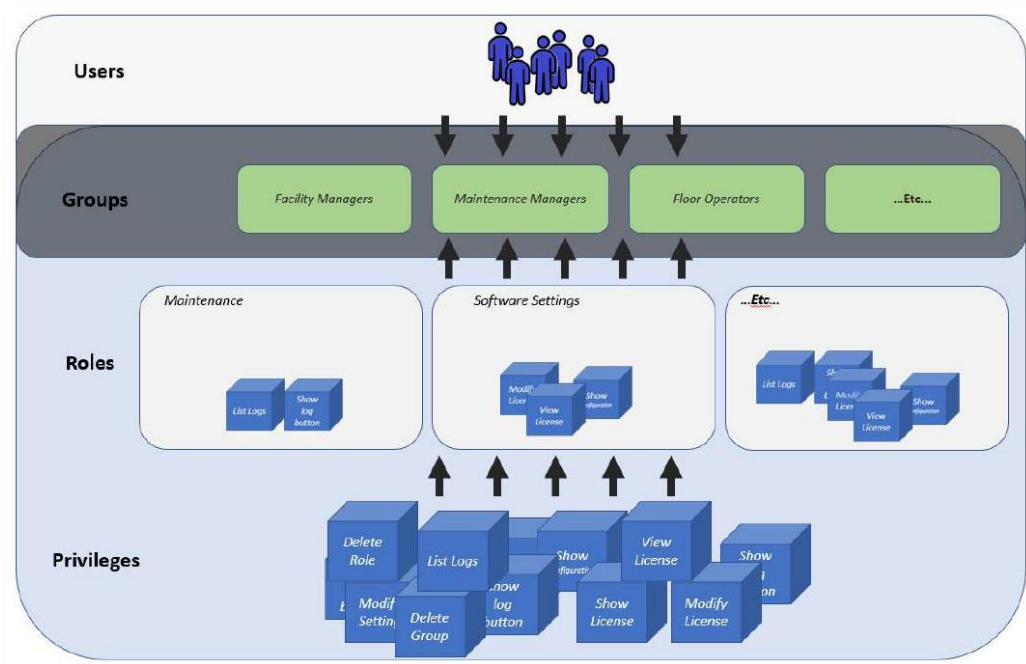 Users
Groups
Facility Managers
Maintenance Managers
Floor Operators
...Etc...
Roles
Maintenance
List Logs
Show
log
button
Software Settings
View
License
Show
...Etc...
List Logs
View
License
Show
Privileges
Delete
Role
List Logs
Delete
Group
log
button
Show
Show
License
View
License
Modify
License